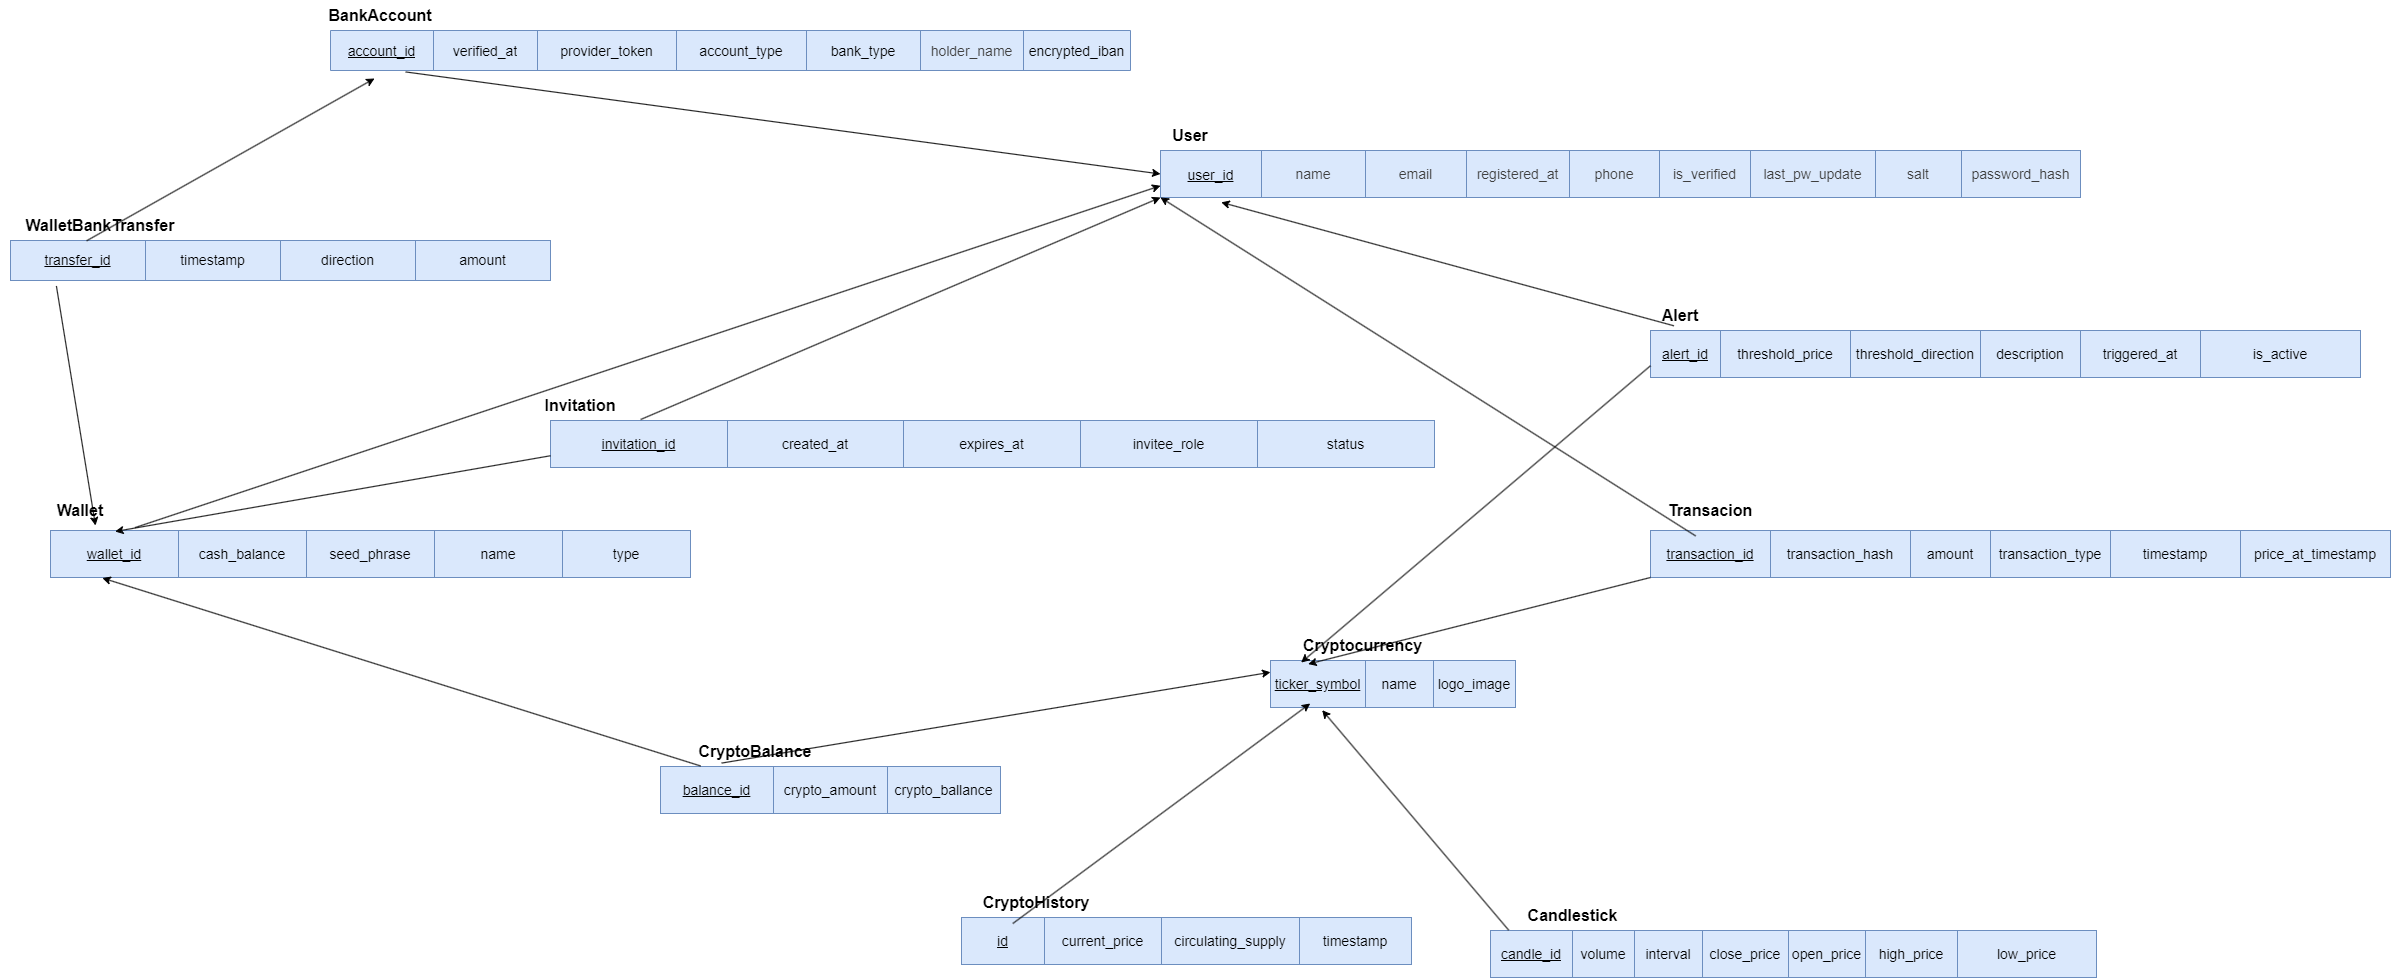 BankAccount
account_id verified_at provider_token account_type bank_type holder_name encrypted_iban
User
user_id name email registered_at phone is_verified last_pw_update salt password_hash
WalletBankTransfer
transfer_id timestamp direction amount
Alert
alert_id threshold_price threshold_direction description triggered_at is_active
Invitation
invitation_id created_at expires_at invitee_role status
Wallet
wallet_id cash_balance seed_phrase name type
Transacion
transaction_id transaction_hash amount transaction_type timestamp price_at_timestamp
Cryptocurrency
ticker_symbol name logo_image
CryptoBalance
balance_id crypto_amount crypto_ballance
CryptoHistory
id current_price circulating_supply timestamp
Candlestick
candle_id volume interval close_price open_price high_price low_price